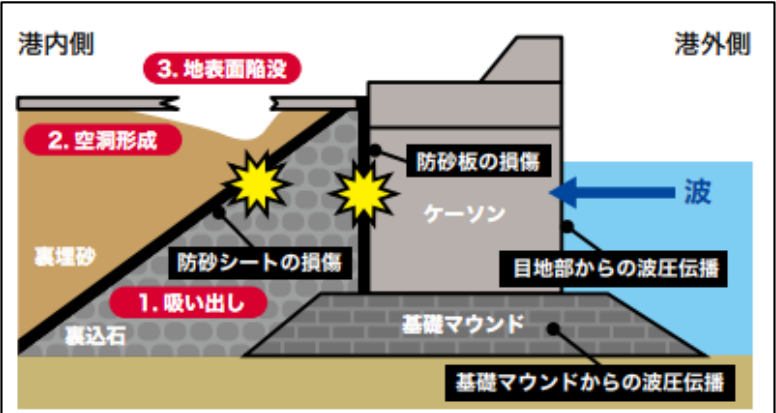 港内側
港外側
3. 地表面陥没
2. 空洞形成
防砂板の損傷
波
ケーソン
裏埋砂
防砂シートの損傷
目地部からの波圧伝播
1. 吸い出し
基礎マウンド
裏込石
基礎マウンドからの波圧伝播